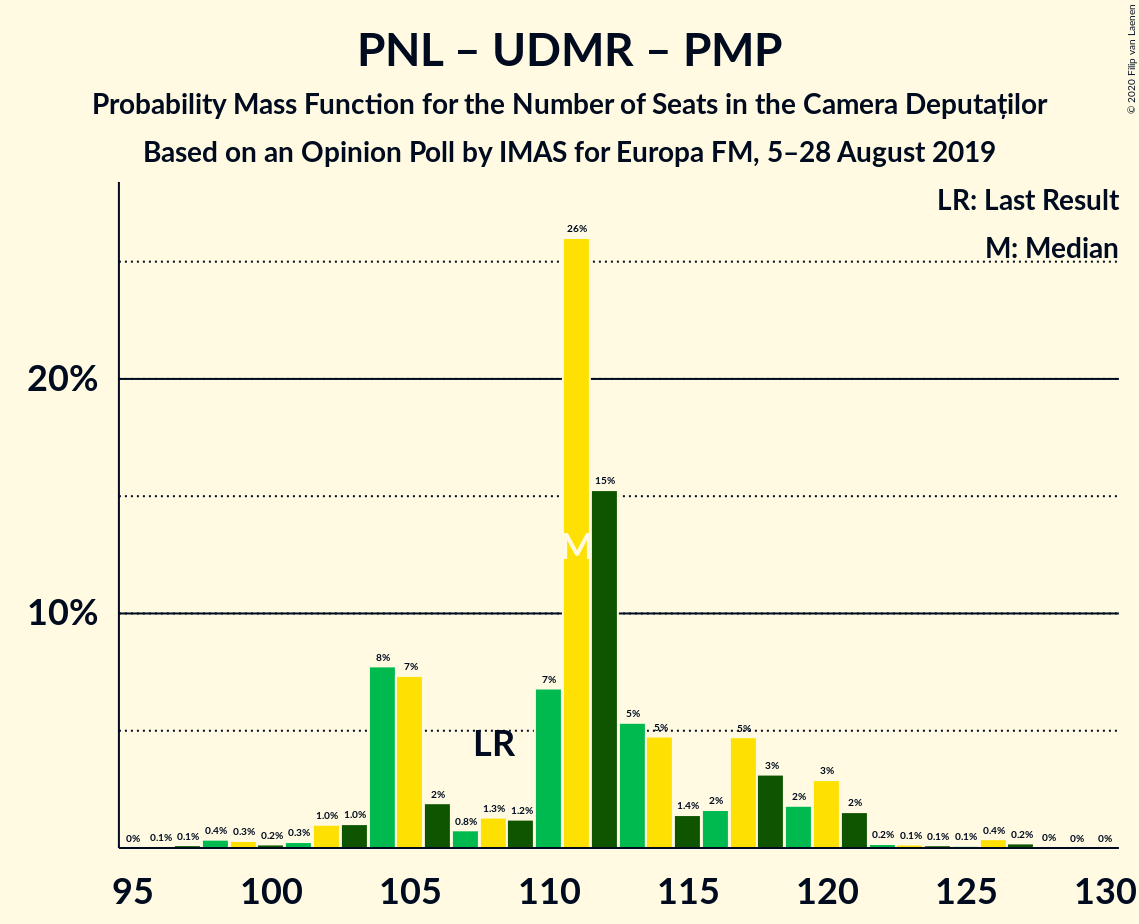 PNL – UDMR – PMP
Probability Mass Function for the Number of Seats in the Camera Deputaților
Based on an Opinion Poll by IMAS for Europa FM, 5–28 August 2019
© 2020 Filip van Laenen
LR: Last Result
M: Median
20%
10%
0% 0.1% 0.1% 0.4% 0.3% 0.2% 0.3% 1.0% 1.0% 8% 7% 2% 0.8% 1.3% 1.2% 7% 26% 15% 5% 5% 1.4% 2% 5% 3% 2% 3% 2% 0.2% 0.1% 0.1% 0.1% 0.4% 0.2% 0% 0% 0%
LR
M
95 100 105 110 115 120 125 130